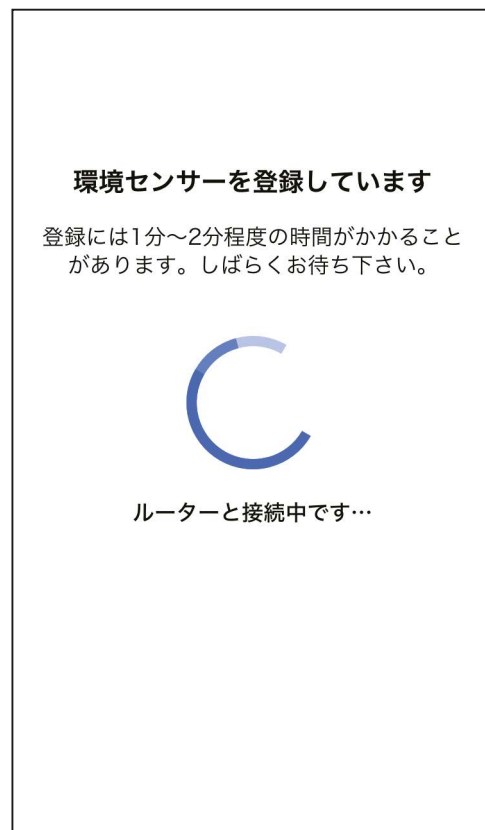 環境センサーを登録しています
登録には1分〜2分程度の時間がかかること
があります。しばらくお待ち下さい。
ルーターと接続中です…